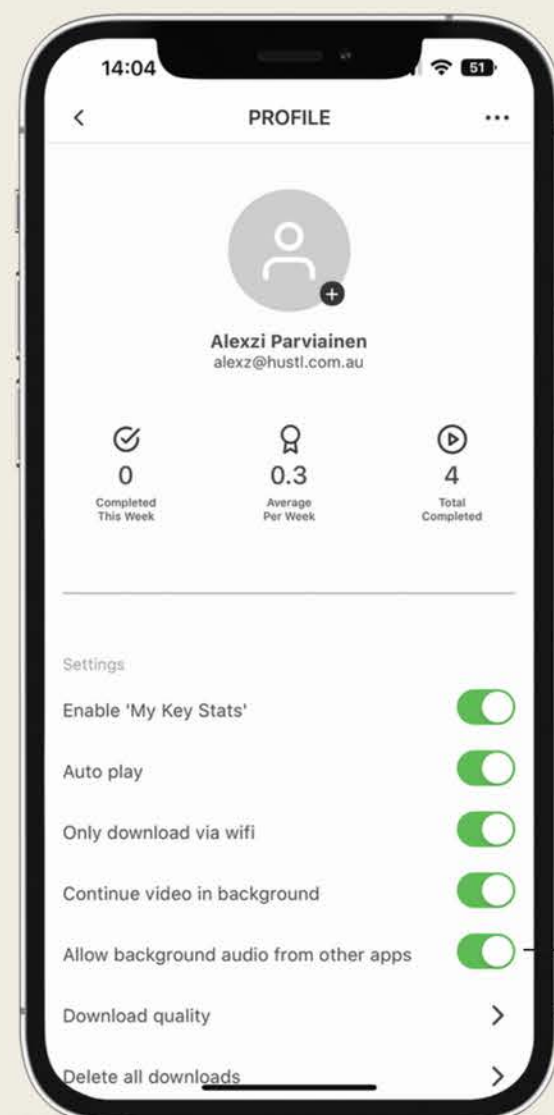 14:04
51
PROFILE
Alexzi Parviainen
alexz@hustl.com.au
0
0.3
4
Completed
This Week
Average
Per Week
Total
Completed
Settings
Enable 'My Key Stats'
Auto play
Only download via wifi
Continue video in background
Allow background audio from other apps
Download quality
Delete all downloads